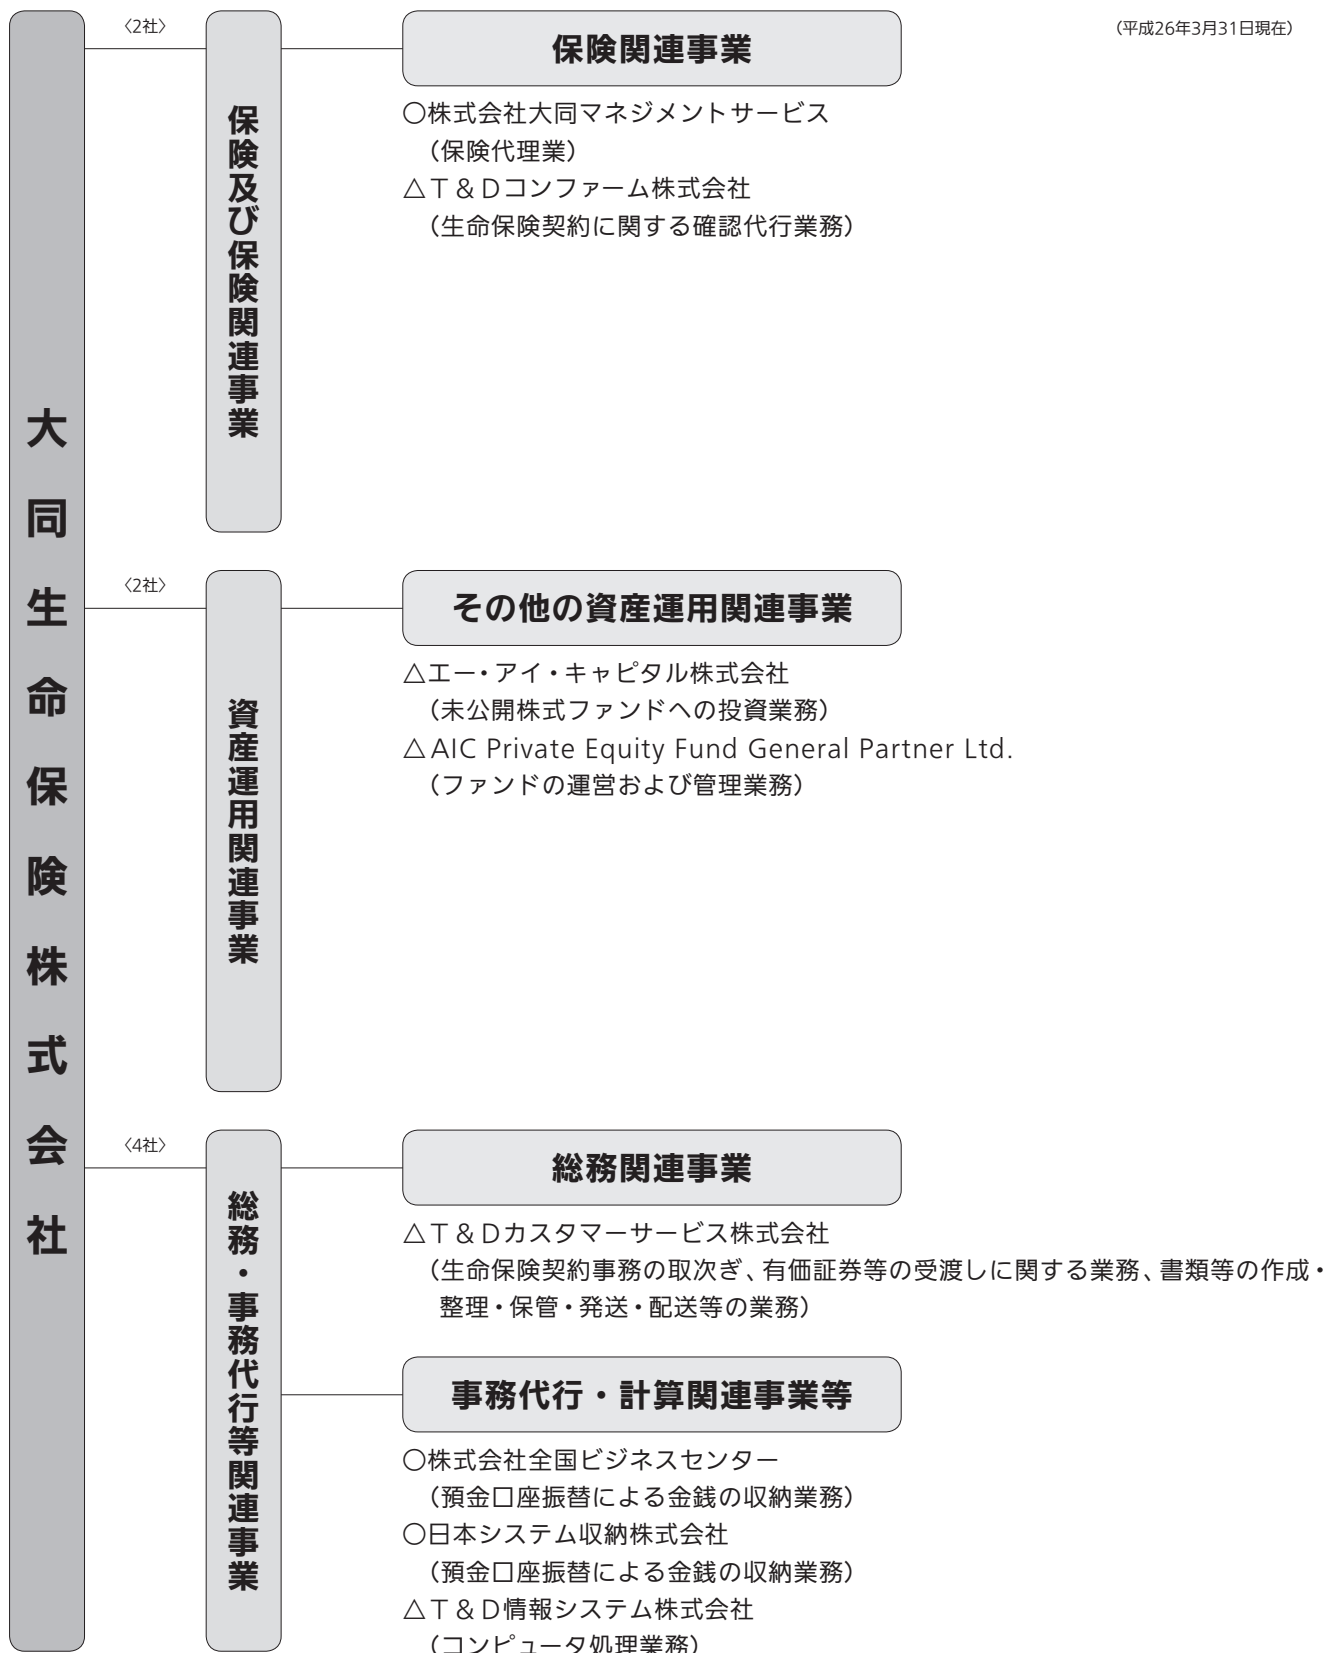 大同生命保険株式会社
（平成26年3月31日現在）
〈2社〉
保険及び保険関連事業
保険関連事業
○株式会社大同マネジメントサービス
（保険代理業）
△Ｔ＆Ｄコンファーム株式会社
（生命保険契約に関する確認代行業務）
〈2社〉
資産運用関連事業
その他の資産運用関連事業
△エー・アイ・キャピタル株式会社
（未公開株式ファンドへの投資業務）
△AIC Private Equity Fund General Partner Ltd.
（ファンドの運営および管理業務）
〈4社〉
総務・事務代行等関連事業
総務関連事業
△Ｔ＆Ｄカスタマーサービス株式会社
（生命保険契約事務の取次ぎ、有価証券等の受渡しに関する業務、書類等の作成・
整理・保管・発送・配送等の業務）
事務代行・計算関連事業等
○株式会社全国ビジネスセンター
（預金口座振替による金銭の収納業務）
○日本システム収納株式会社
（預金口座振替による金銭の収納業務）
△Ｔ＆Ｄ情報システム株式会社
（コンピュータ処理業務）